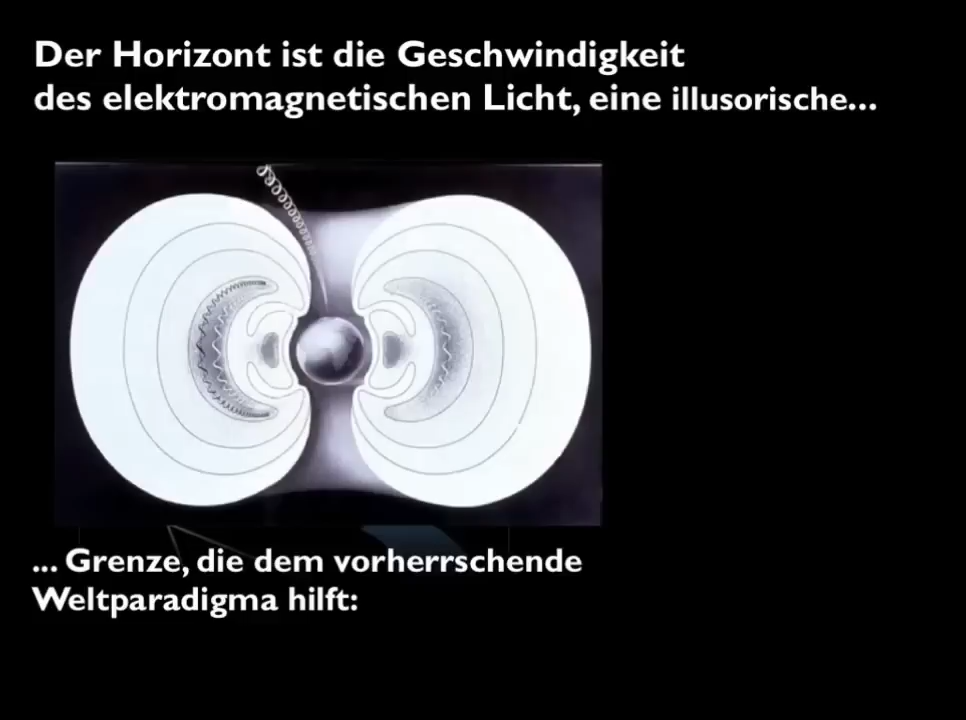 Der Horizont ist die Geschwindigkeit
des elektromagnetischen Licht, eine illusorische...
... Grenze, die dem vorherrschende
Weltparadigma hilft: